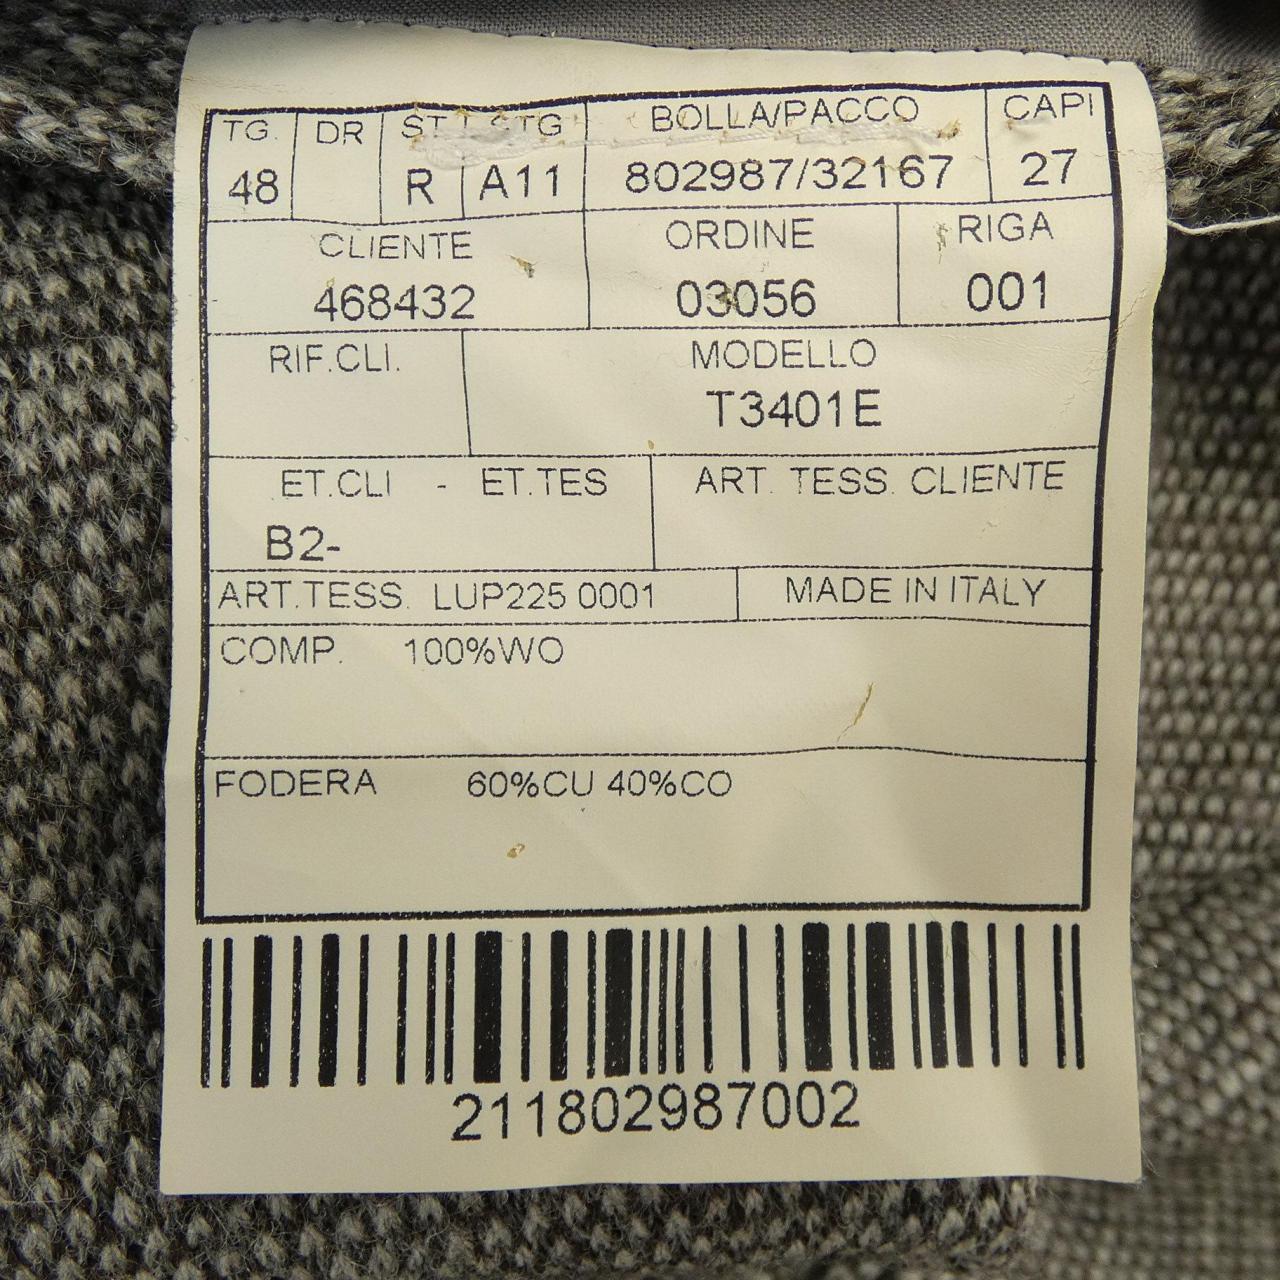 TG. DR ST STG BOLLA/PACCO CAPI
48 R A11 802987/32167 27
CLIENTE ORDINE RIGA
468432 03056 001
RIF.CLI. MODELLO
T3401E
ET.CLI - ET.TES ART. TESS. CLIENTE
B2-
ART.TESS. LUP225 0001 MADE IN ITALY
COMP. 100%WO
FODERA 60%CU 40%CO
211802987002